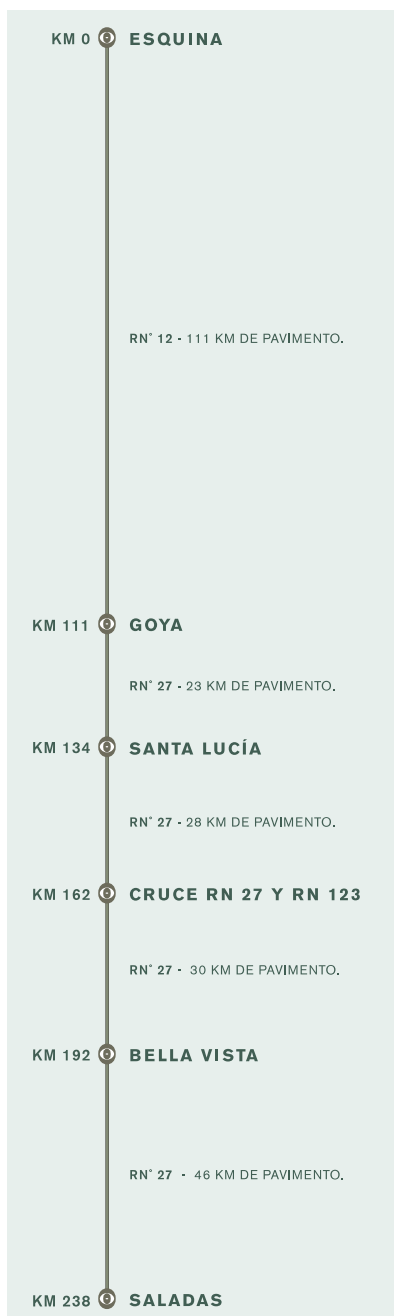 KM 0 ESQUINA
RN° 12 - 111 KM DE PAVIMENTO.
KM 111 GOYA
RN° 27 - 23 KM DE PAVIMENTO.
KM 134 SANTA LUCÍA
RN° 27 - 28 KM DE PAVIMENTO.
KM 162 CRUCE RN 27 Y RN 123
RN° 27 - 30 KM DE PAVIMENTO.
KM 192 BELLA VISTA
RN° 27 - 46 KM DE PAVIMENTO.
KM 238 SALADAS